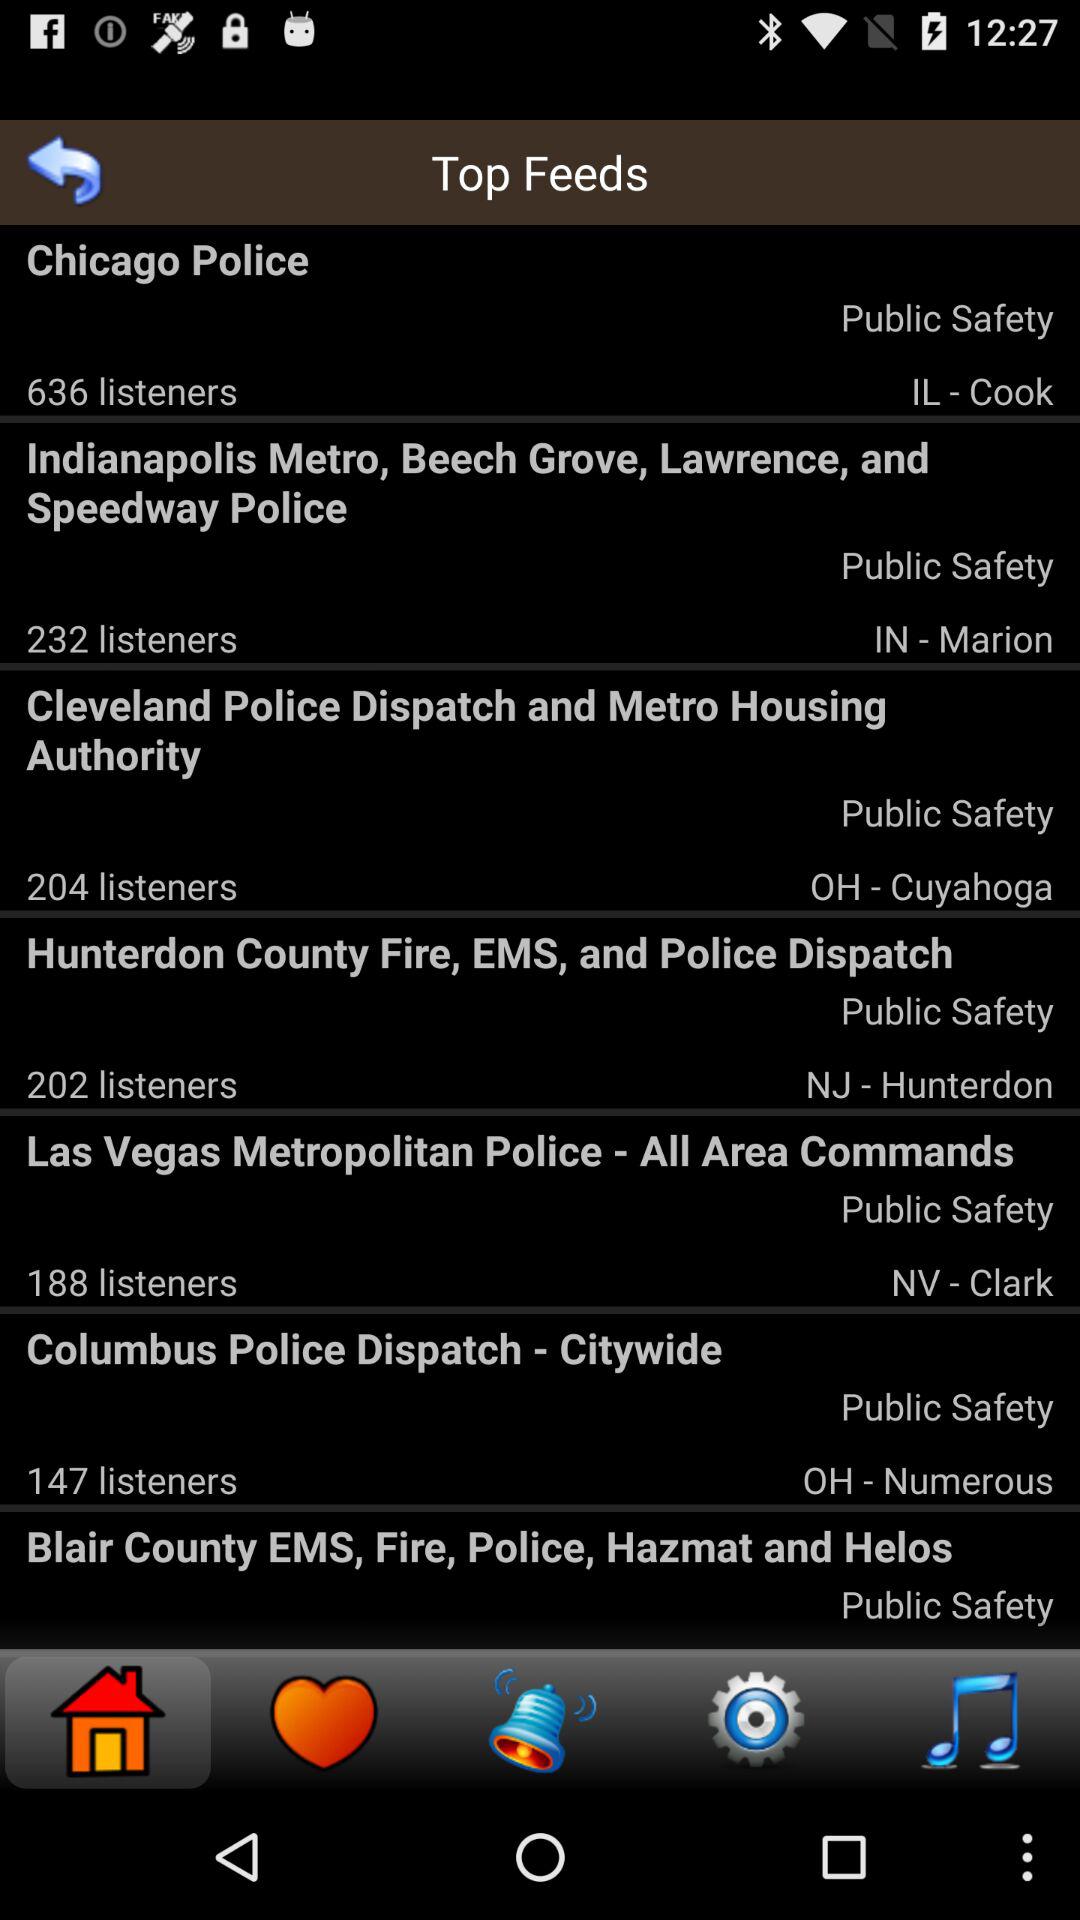 FAKE
12:27
Top Feeds
Chicago Police
Public Safety
636 listeners IL - Cook
Indianapolis Metro, Beech Grove, Lawrence, and
Speedway Police
Public Safety
232 listeners IN - Marion
Cleveland Police Dispatch and Metro Housing
Authority
Public Safety
204 listeners OH - Cuyahoga
Hunterdon County Fire, EMS, and Police Dispatch
Public Safety
202 listeners NJ - Hunterdon
Las Vegas Metropolitan Police - All Area Commands
Public Safety
188 listeners NV - Clark
Columbus Police Dispatch - Citywide
Public Safety
147 listeners OH - Numerous
Blair County EMS, Fire, Police, Hazmat and Helos
Public Safety